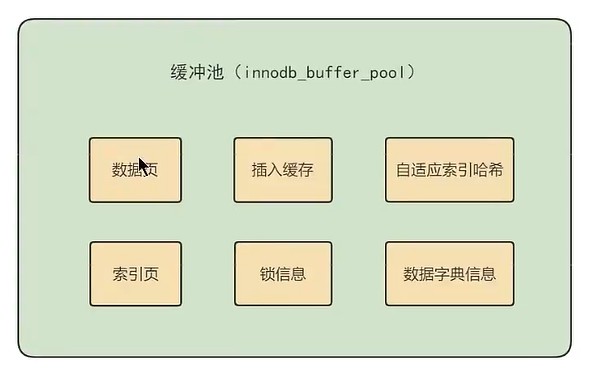 缓冲池（innodb_buffer_pool）
数据页
插入缓存
自适应索引哈希
索引页
锁信息
数据字典信息